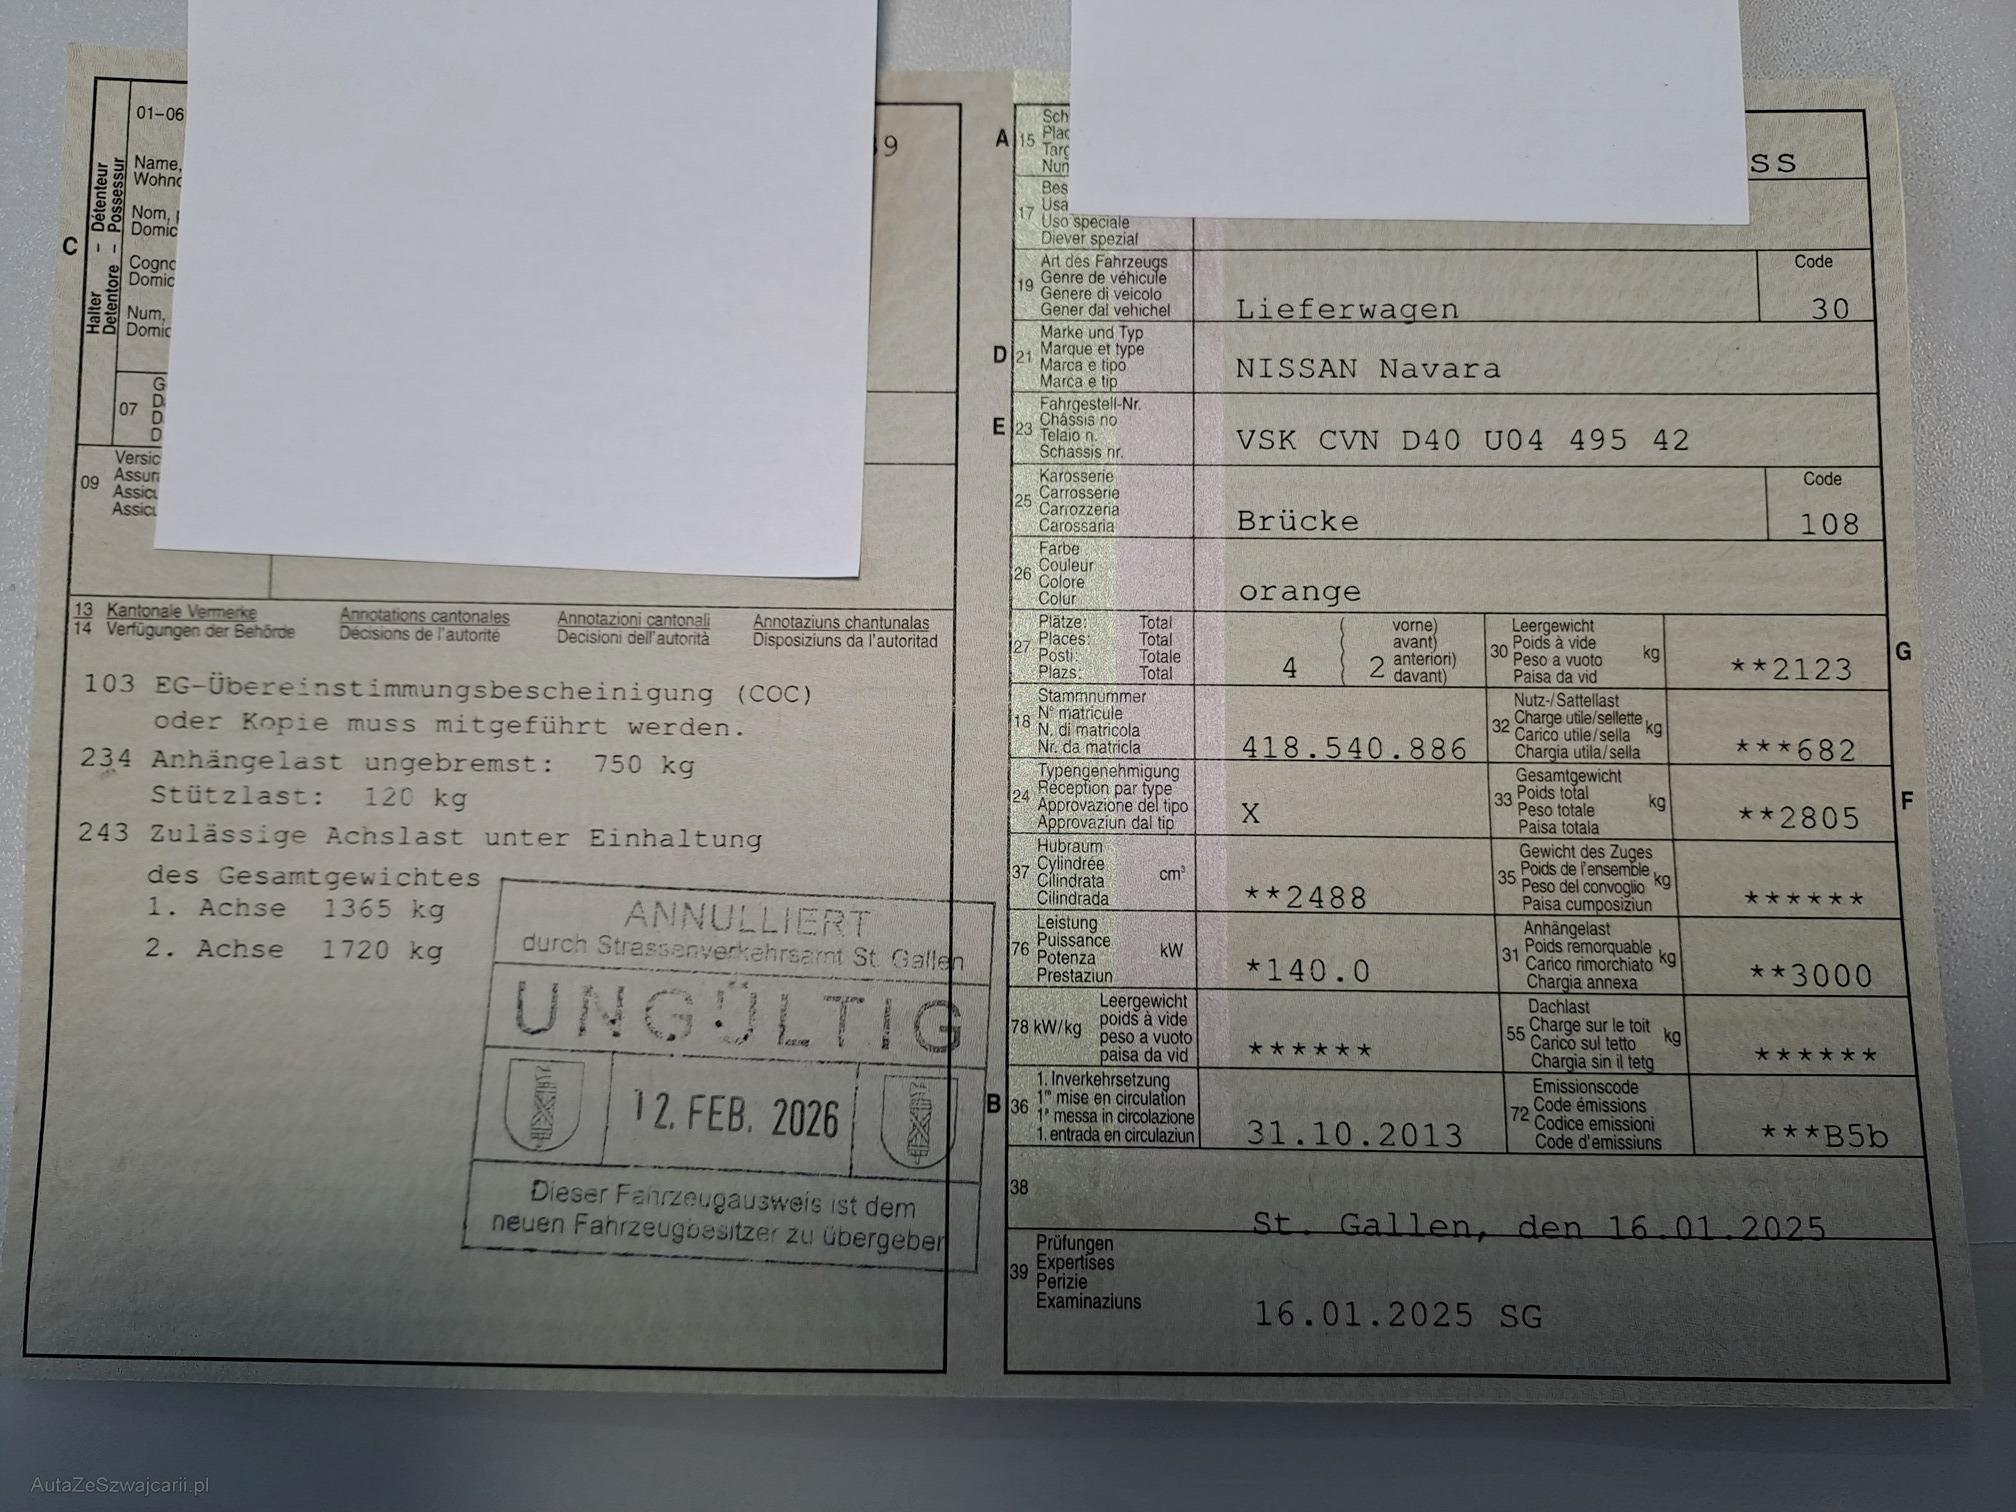 01–06
9
Name,
Wohn
Nom,
Domic
Cogno
Domic
Num,
Domic
C
Halter – Détenteur
Detentore – Possessur
07
G
D
D
D
09
Versic
Assur
Assic
Assic
13 Kantonale Vermerke Annotations cantonales Annotazioni cantonali Annotaziuns chantunalas
14 Verfügungen der Behörde Décisions de l'autorité Decisioni dell'autorità Disposiziuns da l'autoritad
103 EG-Übereinstimmungsbescheinigung (COC)
oder Kopie muss mitgeführt werden.
234 Anhängelast ungebremst: 750 kg
Stützlast: 120 kg
243 Zulässige Achslast unter Einhaltung
des Gesamtgewichtes
1. Achse 1365 kg
2. Achse 1720 kg
ANNULLIERT
durch Strassenverkehrsamt St. Gallen
UNGÜLTIG
12. FEB. 2026
Dieser Fahrzeugausweis ist dem
neuen Fahrzeugbesitzer zu übergeben
A 15
Sch
Plac
Targ
Num
SS
17
Bes
Usa
Uso speciale
Diever spezial
19
Art des Fahrzeugs
Genre de véhicule
Genere di veicolo
Gener dal vehichel
Lieferwagen
Code
30
D 21
Marke und Typ
Marque et type
Marca e tipo
Marca e tip
NISSAN Navara
E 23
Fahrgestell-Nr.
Châssis no
Telaio n.
Schassis nr.
VSK CVN D40 U04 495 42
25
Karosserie
Carrosserie
Carrozzeria
Carossaria
Brücke
Code
108
26
Farbe
Couleur
Colore
Colur
orange
27
Plätze: Total
Places: Total
Posti: Totale
Plazs: Total
4
2
vorne)
avant)
anteriori)
davant)
30
Leergewicht
Poids à vide
Peso a vuoto
Paisa da vid
kg
**2123
G
18
Stammnummer
N° matricule
N. di matricola
Nr. da matricla
418.540.886
32
Nutz-/Sattellast
Charge utile/sellette
Carico utile/sella
Chargia utila/sella
kg
***682
24
Typengenehmigung
Réception par type
Approvazione del tipo
Approvaziun dal tip
X
33
Gesamtgewicht
Poids total
Peso totale
Paisa totala
kg
**2805
F
37
Hubraum
Cylindrée
Cilindrata
Cilindrada
cm³
**2488
35
Gewicht des Zuges
Poids de l'ensemble
Peso del convoglio
Paisa cumposiziun
kg
******
76
Leistung
Puissance
Potenza
Prestaziun
kW
*140.0
31
Anhängelast
Poids remorquable
Carico rimorchiato
Chargia annexa
kg
**3000
78 kW/kg
Leergewicht
poids à vide
peso a vuoto
paisa da vid
******
55
Dachlast
Charge sur le toit
Carico sul tetto
Chargia sin il tetg
kg
******
B 36
1. Inverkehrsetzung
1re mise en circulation
1a messa in circolazione
1. entrada en circulaziun
31.10.2013
72
Emissionscode
Code émissions
Codice emissioni
Code d'emissiuns
***B5b
38
St. Gallen, den 16.01.2025
39
Prüfungen
Expertises
Perizie
Examinaziuns
16.01.2025 SG
AutaZeSzwajcarii.pl